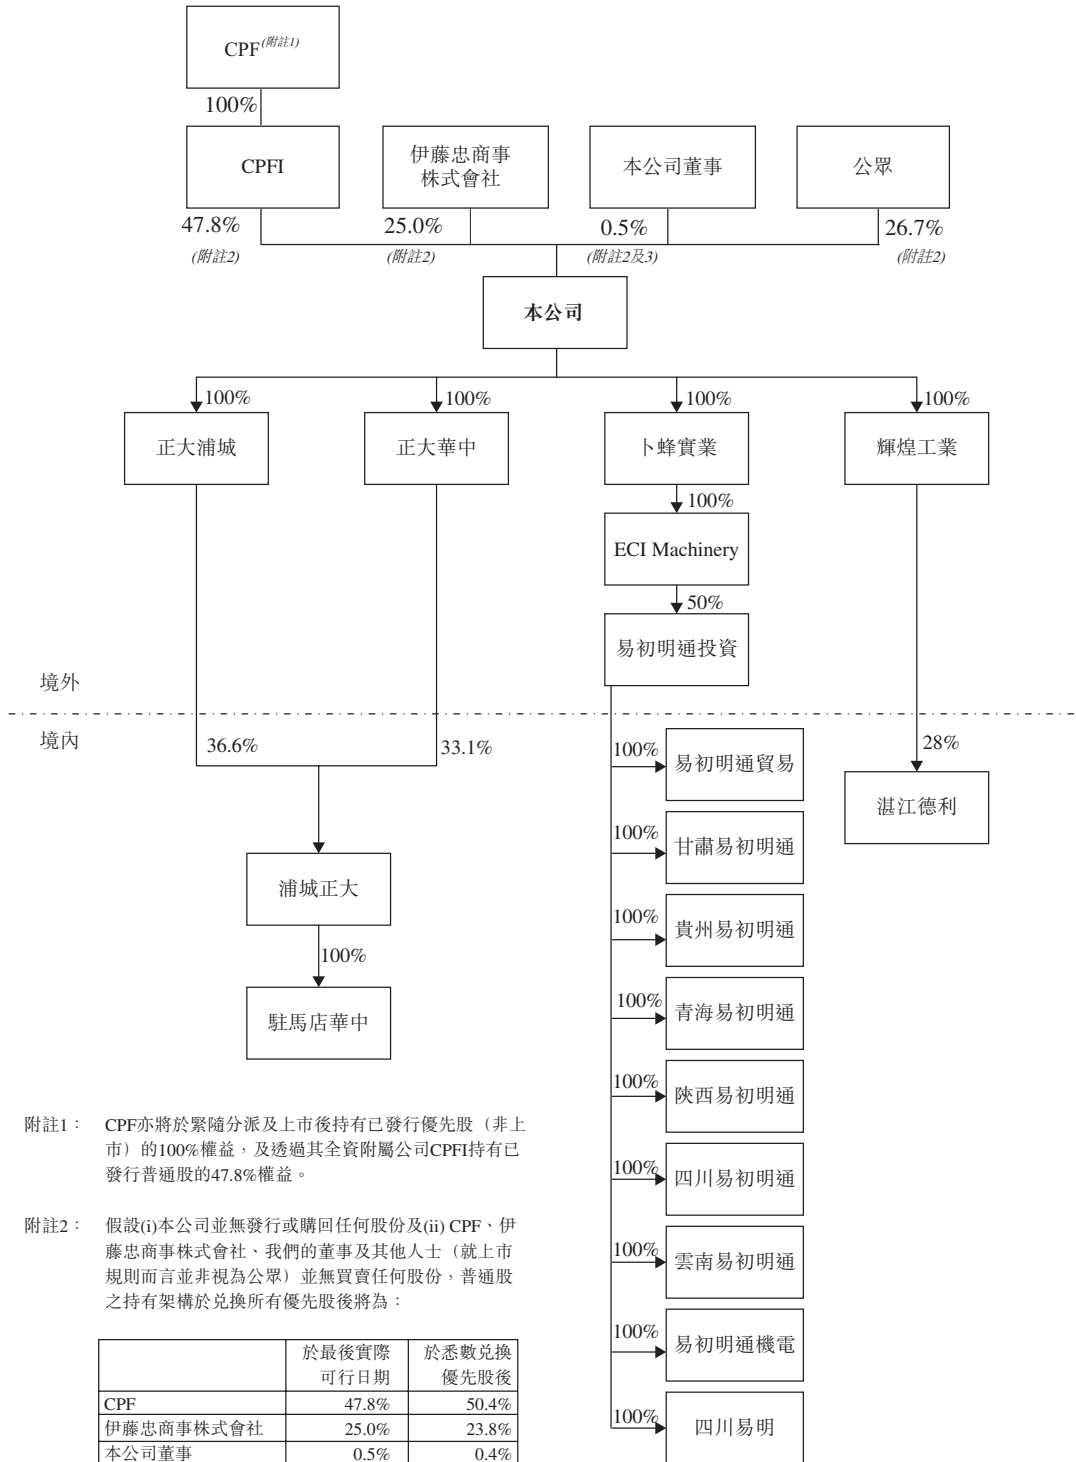 CPF(附註1)
100%
CPFI
伊藤忠商事
株式會社
本公司董事
公眾
47.8%
25.0%
0.5%
26.7%
(附註2)
(附註2)
(附註2及3)
(附註2)
本公司
100%
100%
100%
100%
正大浦城
正大華中
卜蜂實業
輝煌工業
100%
ECI Machinery
50%
易初明通投資
境外
境內
36.6%
33.1%
28%
湛江德利
浦城正大
100%
駐馬店華中
100%
易初明通貿易
100%
甘肅易初明通
100%
貴州易初明通
100%
青海易初明通
100%
陝西易初明通
100%
四川易初明通
100%
雲南易初明通
100%
易初明通機電
100%
四川易明
附註1： CPF亦將於緊隨分派及上市後持有已發行優先股（非上
市）的100%權益，及透過其全資附屬公司CPFI持有已
發行普通股的47.8%權益。
附註2： 假設(i)本公司並無發行或購回任何股份及(ii) CPF、伊
藤忠商事株式會社、我們的董事及其他人士（就上市
規則而言並非視為公眾）並無買賣任何股份，普通股
之持有架構於兌換所有優先股後將為：
於最後實際 於悉數兌換
可行日期 優先股後
CPF 47.8% 50.4%
伊藤忠商事株式會社 25.0% 23.8%
本公司董事 0.5% 0.4%